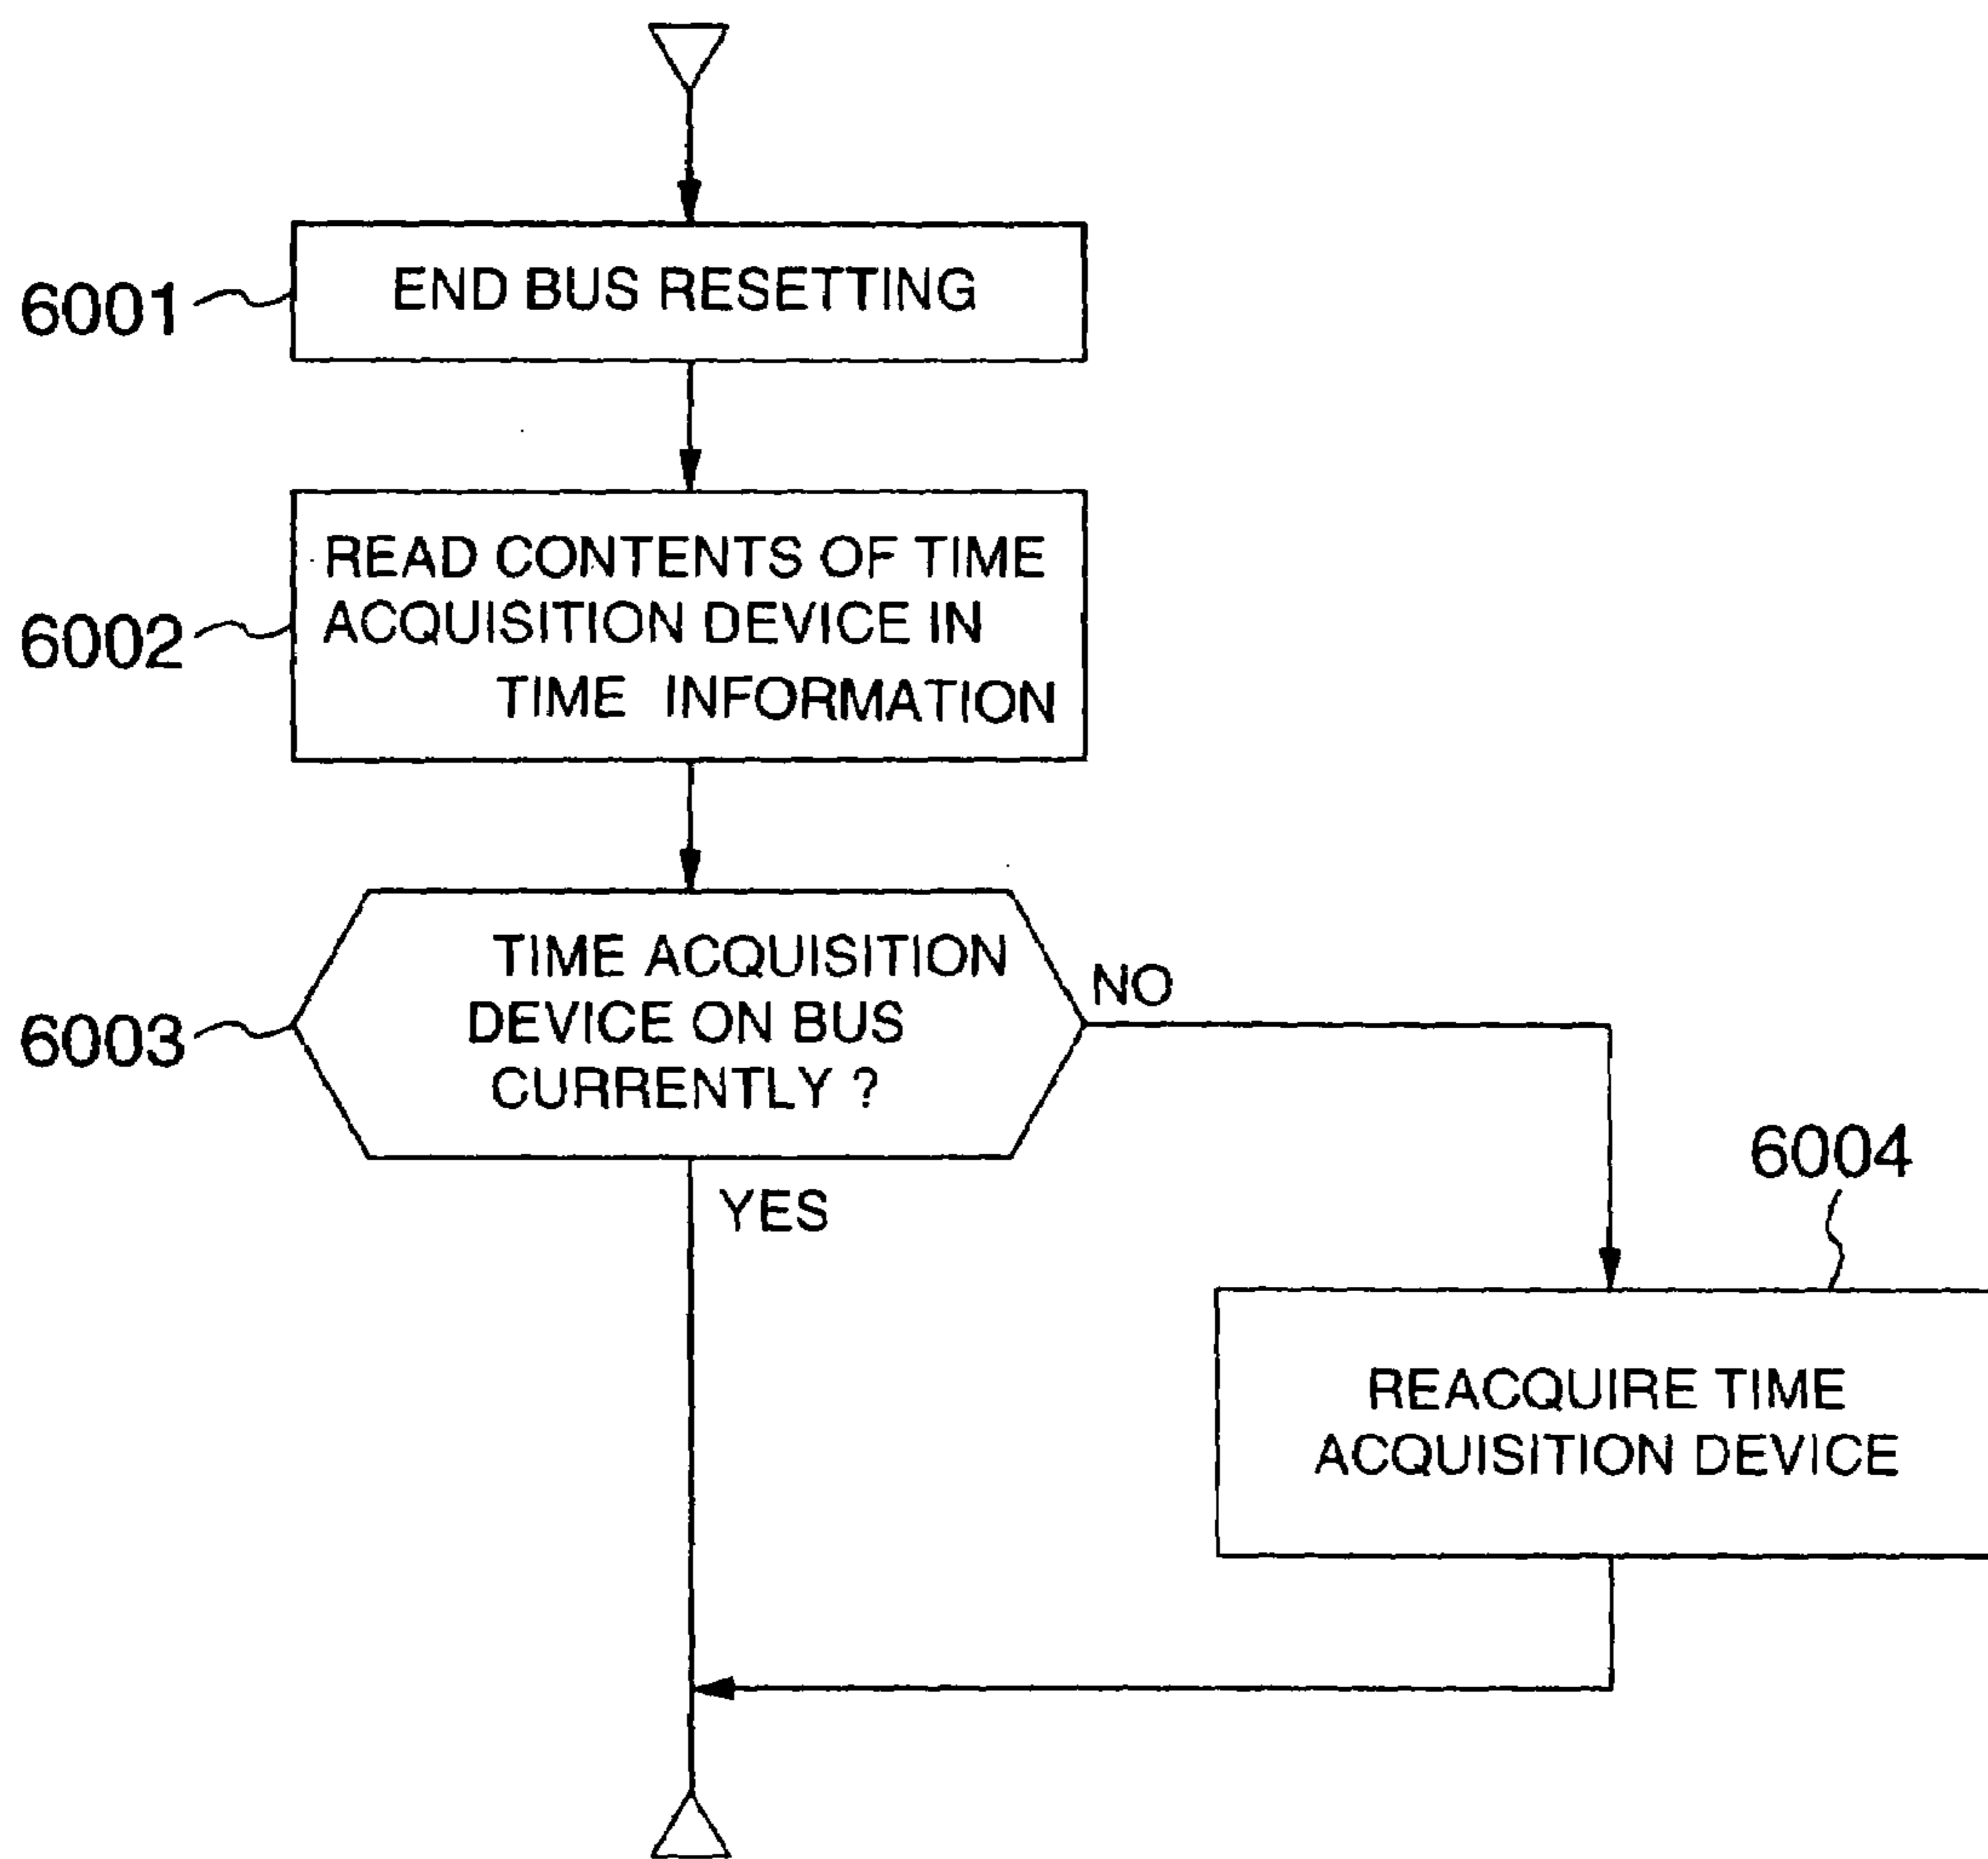 6001
END BUS RESETTING
6002
READ CONTENTS OF TIME
ACQUISITION DEVICE IN
TIME INFORMATION
6003
TIME ACQUISITION
DEVICE ON BUS
CURRENTLY ?
NO
YES
6004
REACQUIRE TIME
ACQUISITION DEVICE